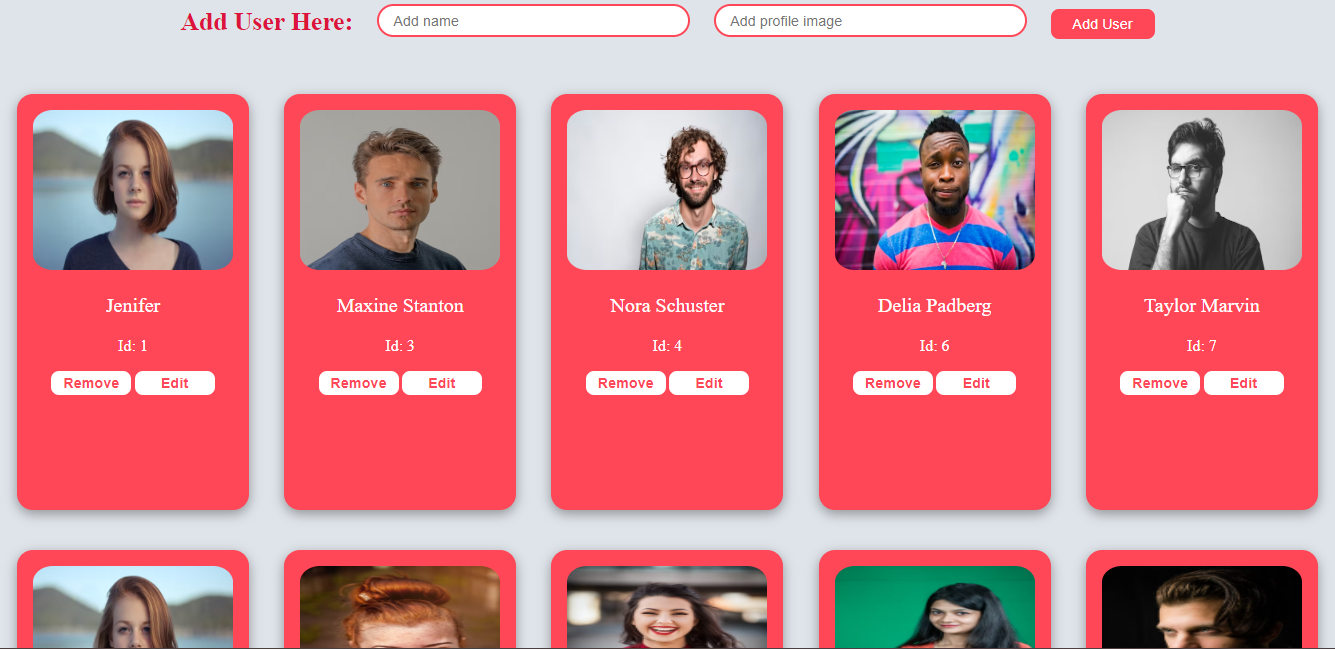 Add User Here: Add name Add profile image Add User
Jenifer Maxine Stanton Nora Schuster Delia Padberg Taylor Marvin
Id: 1 Id: 3 Id: 4 Id: 6 Id: 7
Remove Edit Remove Edit Remove Edit Remove Edit Remove Edit